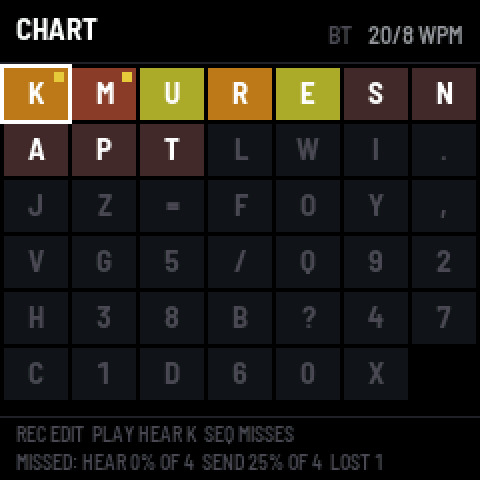 CHART BT 20/8 WPM
K M U R E S N
A P T L W I .
J Z = F O Y ,
V G 5 / Q 9 2
H 3 8 B ? 4 7
C 1 D 6 0 X
REC EDIT PLAY HEAR K SEQ MISSES
MISSED: HEAR 0% OF 4 SEND 25% OF 4 LOST 1